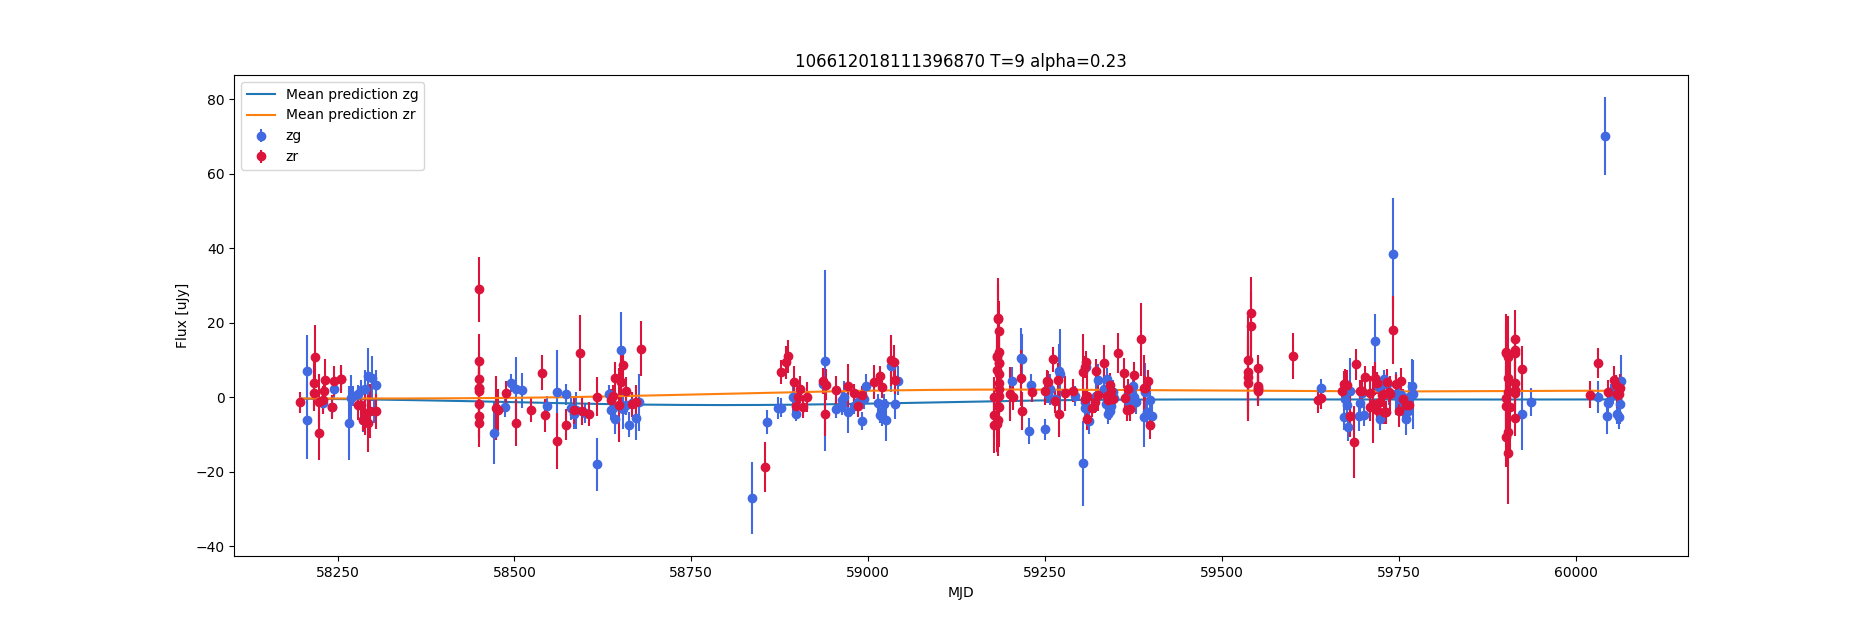 106612018111396870 T=9 alpha=0.23
Mean prediction zg
Mean prediction zr
zg
zr
Flux [uJy]
80
60
40
20
0
−20
−40
58250 58500 58750 59000 59250 59500 59750 60000
MJD